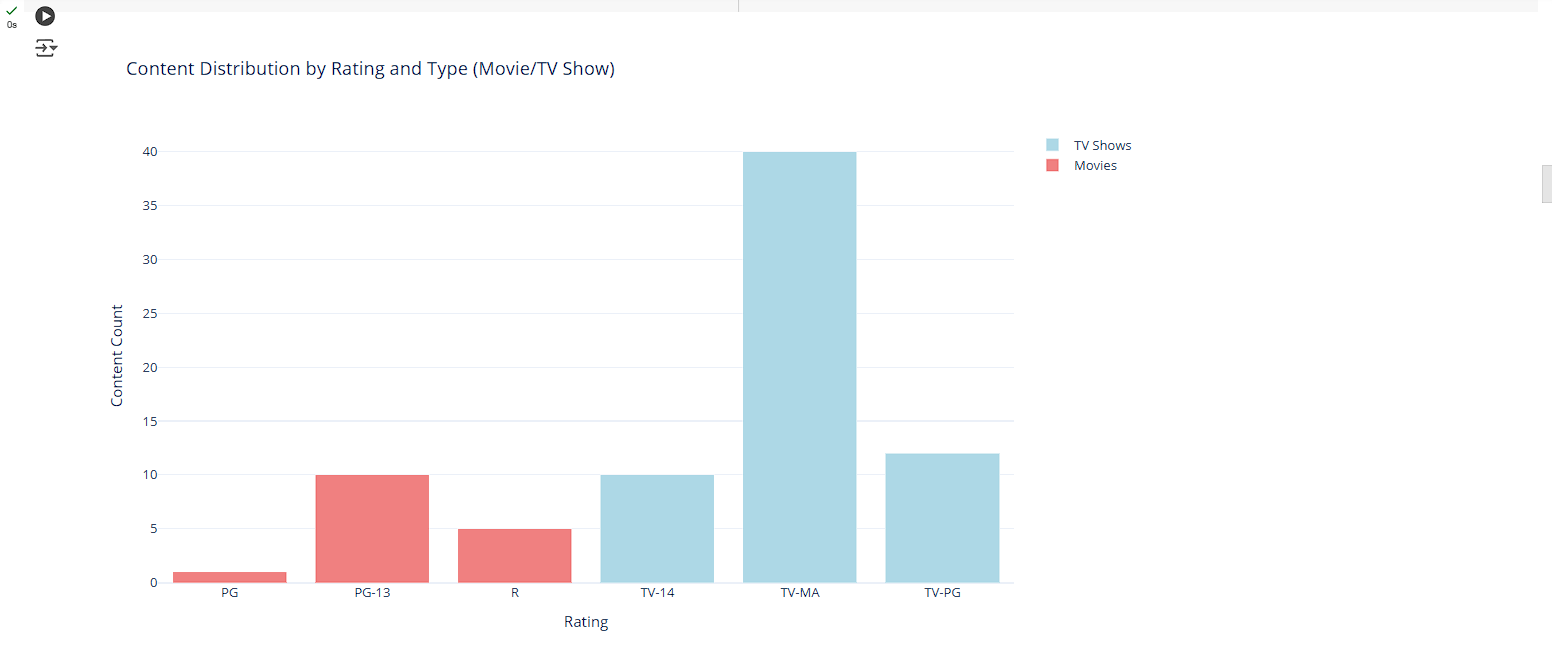 0s
Content Distribution by Rating and Type (Movie/TV Show)
TV Shows
Movies
40
35
30
25
20
15
10
5
0
Content Count
PG PG-13 R TV-14 TV-MA TV-PG
Rating